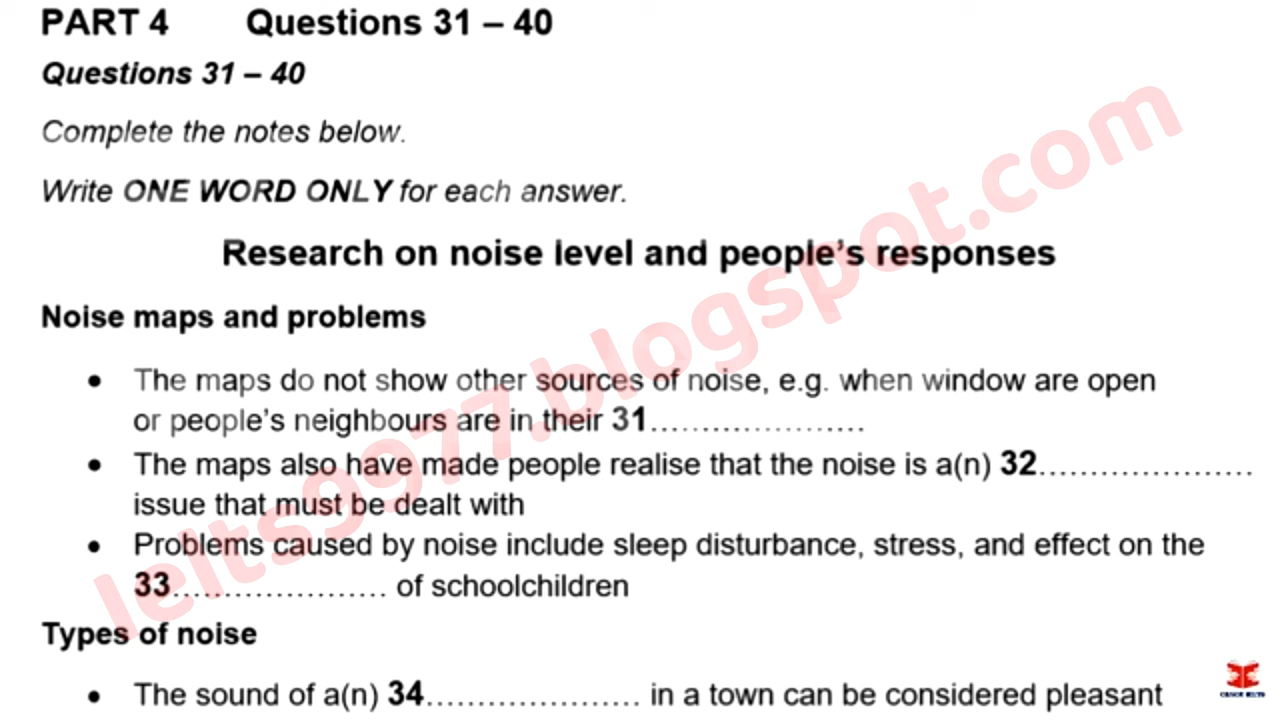 PART 4 Questions 31 – 40
Questions 31 – 40
Complete the notes below.
Write ONE WORD ONLY for each answer.
Research on noise level and people's responses
Noise maps and problems
• The maps do not show other sources of noise, e.g. when window are open
or people's neighbours are in their 31.....................
• The maps also have made people realise that the noise is a(n) 32.....................
issue that must be dealt with
• Problems caused by noise include sleep disturbance, stress, and effect on the
33..................... of schoolchildren
Types of noise
• The sound of a(n) 34..................... in a town can be considered pleasant
Ielts9977.blogspot.com